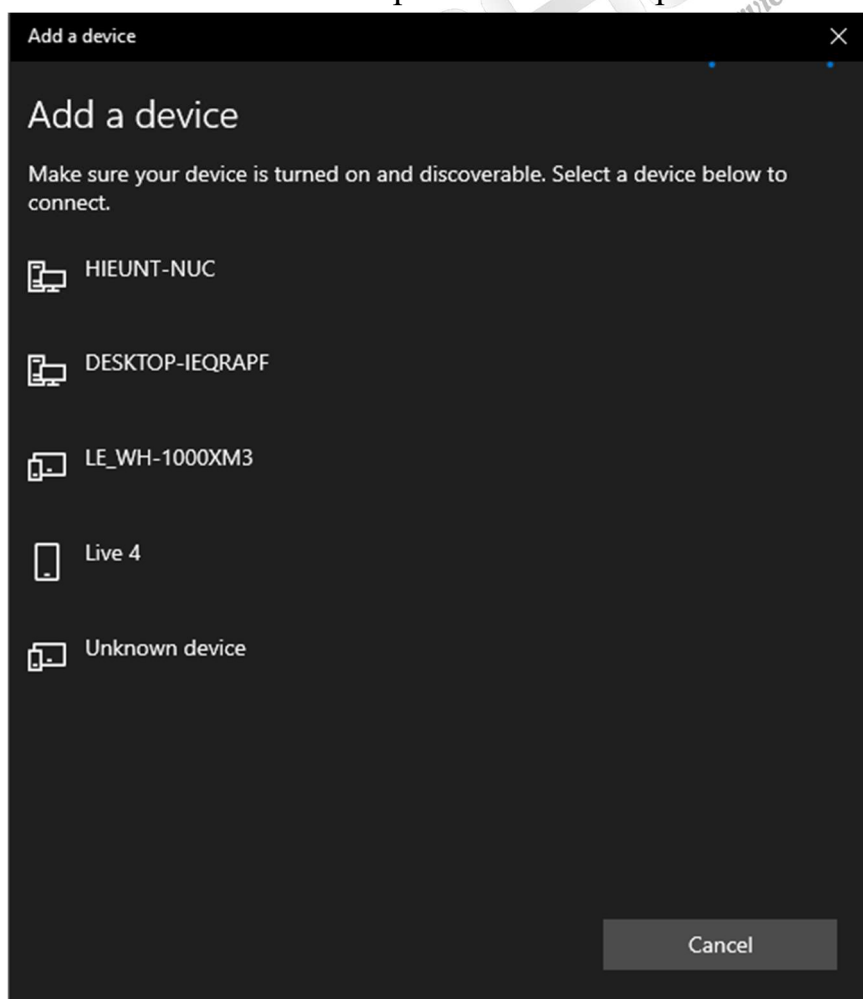 Add a device
Add a device
Make sure your device is turned on and discoverable. Select a device below to
connect.
HIEUNT-NUC
DESKTOP-IEQRAPF
LE_WH-1000XM3
Live 4
Unknown device
Cancel